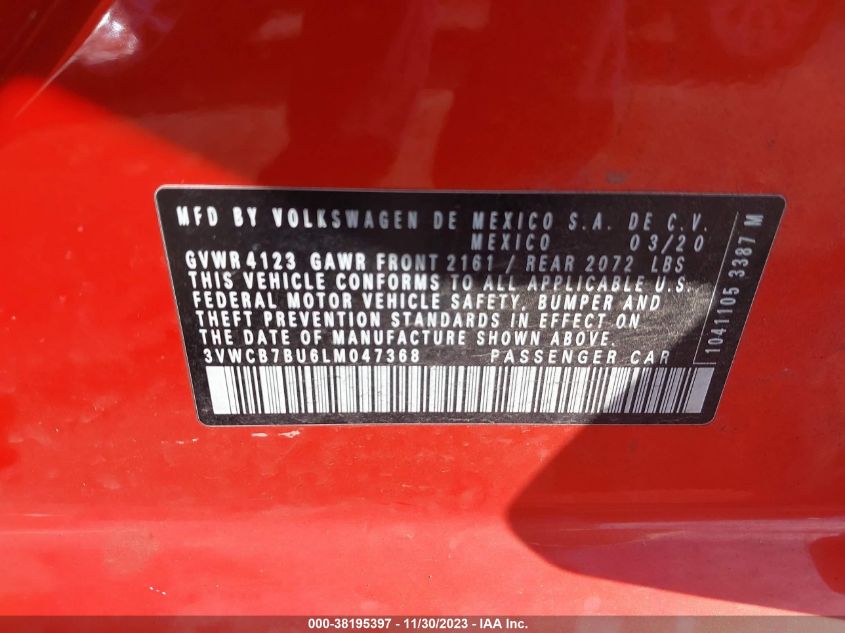 MFD BY VOLKSWAGEN DE MEXICO S.A. DE C.V.
MEXICO 03/20
GVWR 4123 GAWR FRONT 2161 / REAR 2072 LBS
THIS VEHICLE CONFORMS TO ALL APPLICABLE U.S.
FEDERAL MOTOR VEHICLE SAFETY, BUMPER AND
THEFT PREVENTION STANDARDS IN EFFECT ON
THE DATE OF MANUFACTURE SHOWN ABOVE.
3VWCB7BU6LM047368 PASSENGER CAR
1041105 3387 M
000-38195397 - 11/30/2023 - IAA Inc.